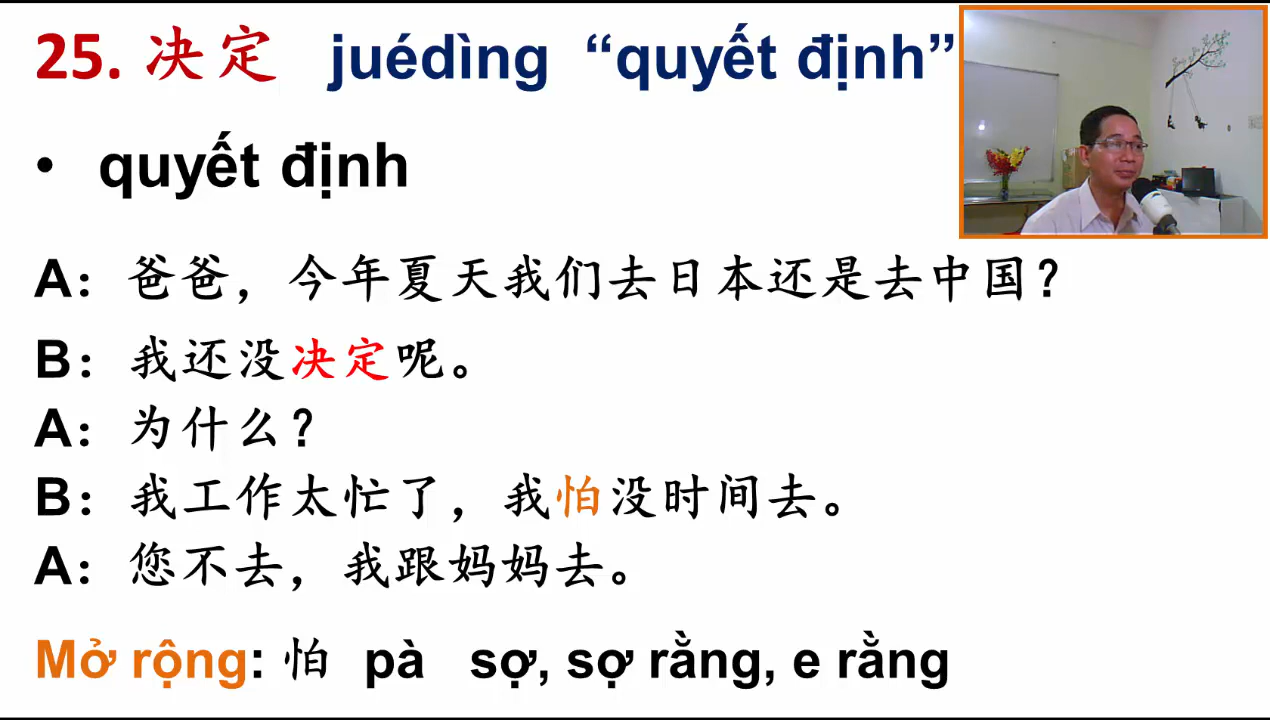 25. 决定 juédìng “quyết định”
• quyết định
A：爸爸，今年夏天我们去日本还是去中国？
B：我还没决定呢。
A：为什么？
B：我工作太忙了，我怕没时间去。
A：您不去，我跟妈妈去。
Mở rộng: 怕 pà sợ, sợ rằng, e rằng